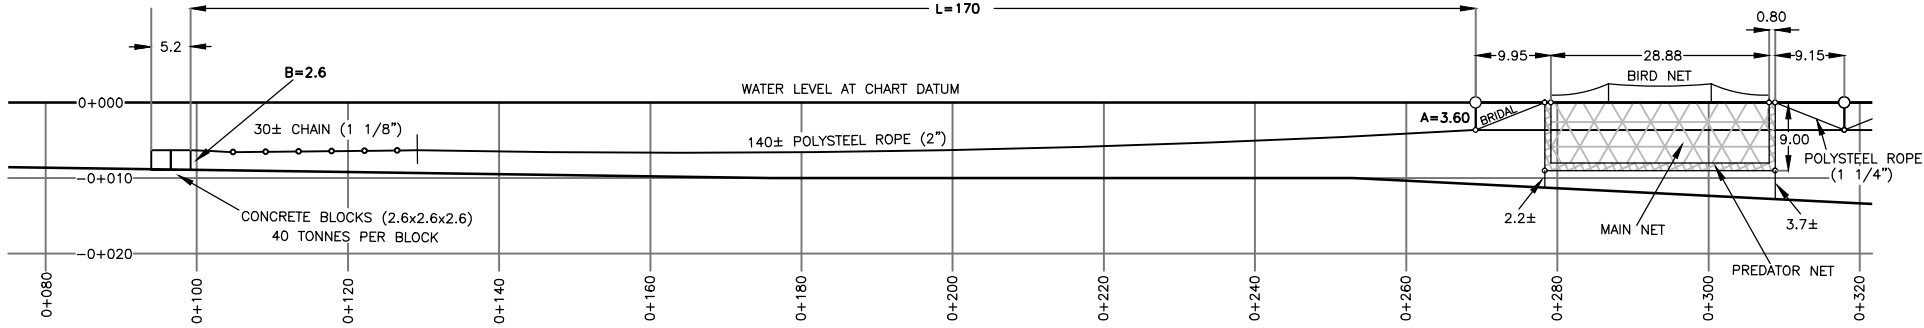 L=170
0.80
5.2
9.95
28.88
9.15
B=2.6
BIRD NET
WATER LEVEL AT CHART DATUM
0+000
30± CHAIN (1 1/8")
140± POLYSTEEL ROPE (2")
A=3.60
BRIDAL
9.00
POLYSTEEL ROPE
(1 1/4")
-0+010
CONCRETE BLOCKS (2.6x2.6x2.6)
40 TONNES PER BLOCK
2.2±
3.7±
MAIN NET
PREDATOR NET
-0+020
0+080
0+100
0+120
0+140
0+160
0+180
0+200
0+220
0+240
0+260
0+280
0+300
0+320